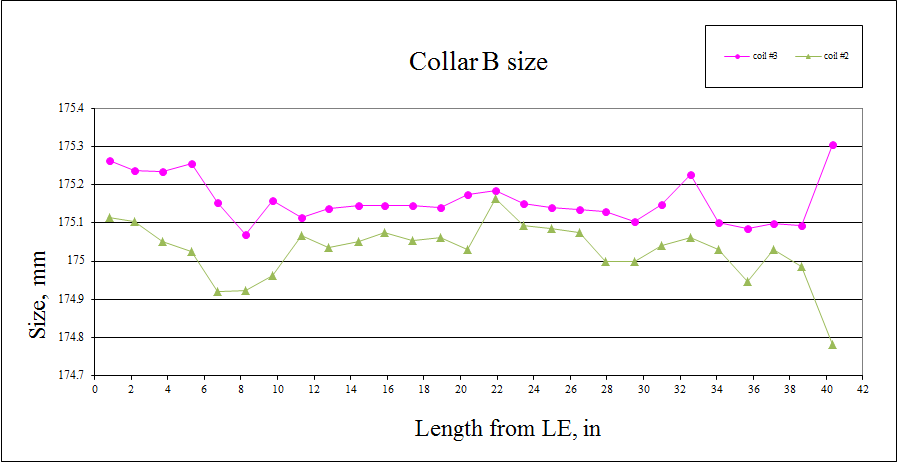 Collar B size
coil #3
coil #2
175.4
175.3
175.2
175.1
175
174.9
174.8
174.7
Size, mm
0 2 4 6 8 10 12 14 16 18 20 22 24 26 28 30 32 34 36 38 40 42
Length from LE, in